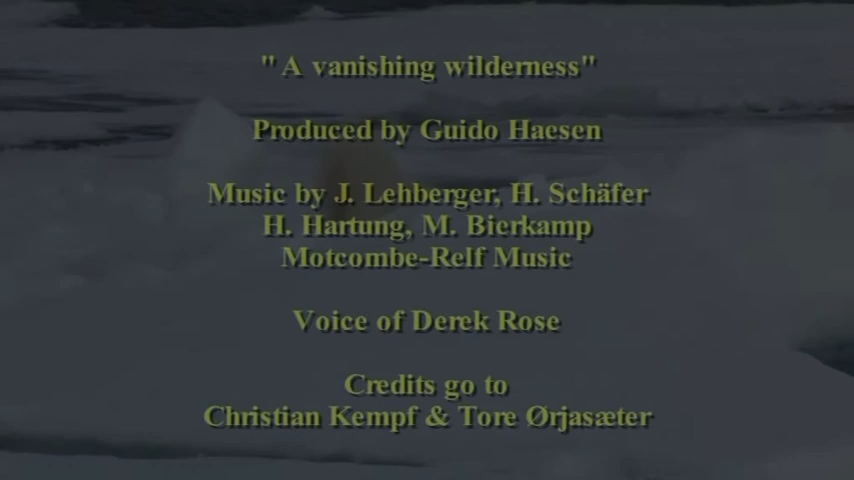 "A vanishing wilderness"
Produced by Guido Haesen
Music by J. Lehberger, H. Schäfer
H. Hartung, M. Bierkamp
Motcombe-Relf Music
Voice of Derek Rose
Credits go to
Christian Kempf & Tore Ørjasæter